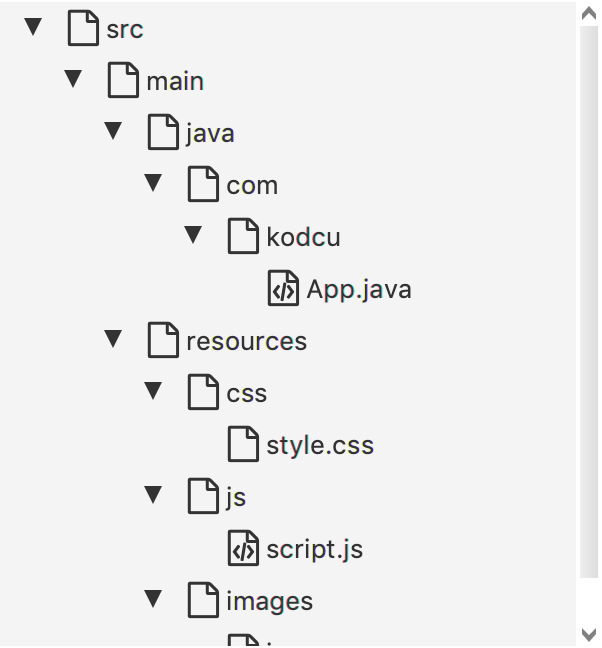 src
main
java
com
kodcu
App.java
resources
css
style.css
js
script.js
images